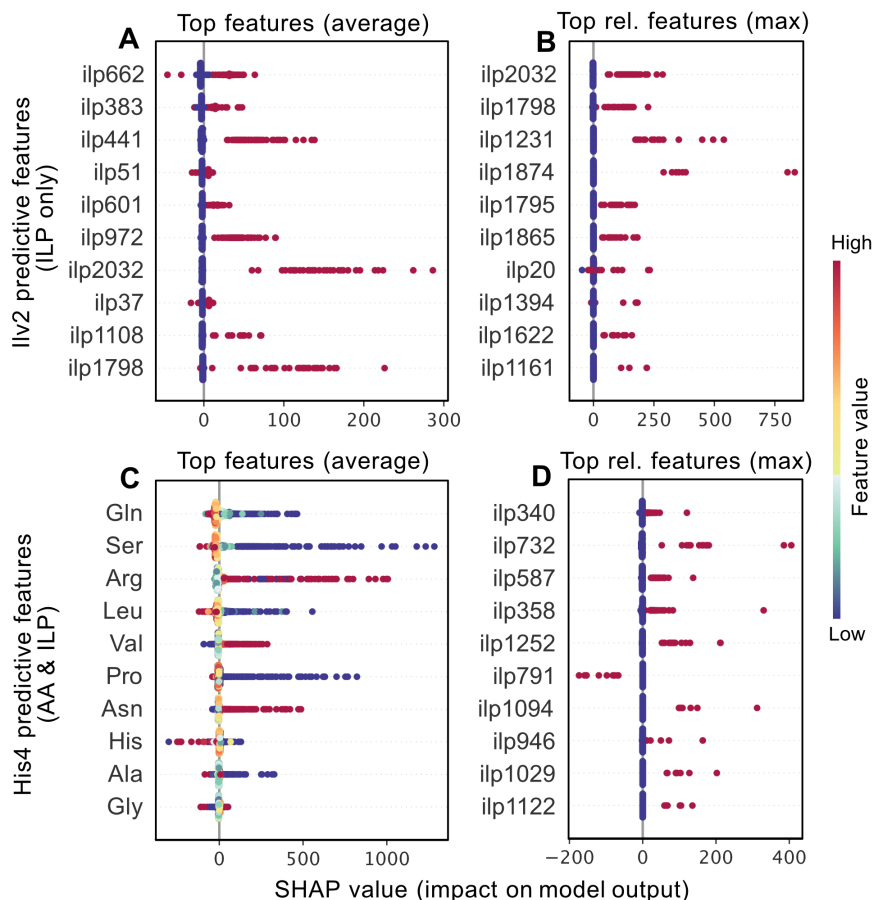 A
Top features (average)
Ilv2 predictive features
(ILP only)
ilp662
ilp383
ilp441
ilp51
ilp601
ilp972
ilp2032
ilp37
ilp1108
ilp1798
0
100
200
300
B
Top rel. features (max)
ilp2032
ilp1798
ilp1231
ilp1874
ilp1795
ilp1865
ilp20
ilp1394
ilp1622
ilp1161
0
250
500
750
C
Top features (average)
His4 predictive features
(AA & ILP)
Gln
Ser
Arg
Leu
Val
Pro
Asn
His
Ala
Gly
0
500
1000
D
Top rel. features (max)
ilp340
ilp732
ilp587
ilp358
ilp1252
ilp791
ilp1094
ilp946
ilp1029
ilp1122
−200
0
200
400
SHAP value (impact on model output)
High
Feature value
Low